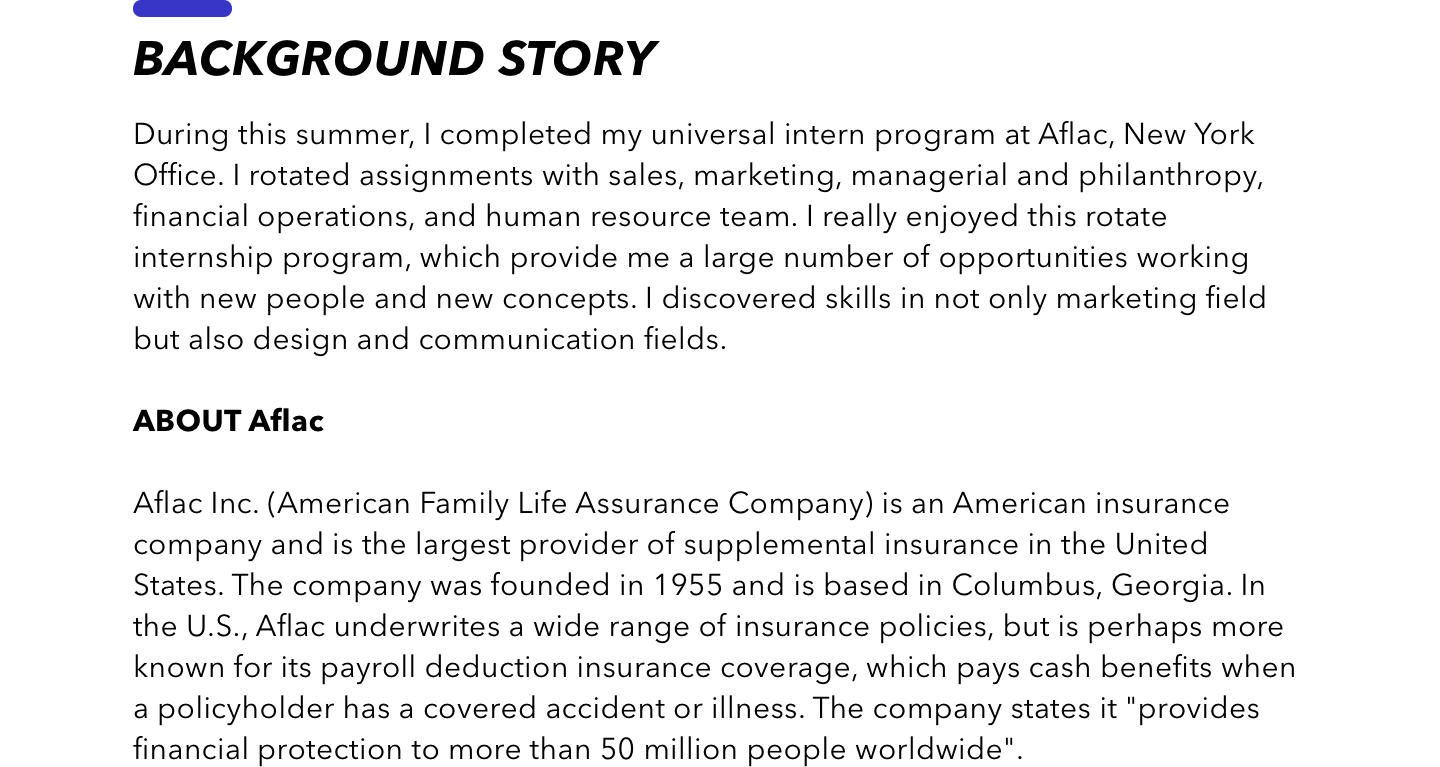 BACKGROUND STORY
During this summer, I completed my universal intern program at Aflac, New York
Office. I rotated assignments with sales, marketing, managerial and philanthropy,
financial operations, and human resource team. I really enjoyed this rotate
internship program, which provide me a large number of opportunities working
with new people and new concepts. I discovered skills in not only marketing field
but also design and communication fields.
ABOUT Aflac
Aflac Inc. (American Family Life Assurance Company) is an American insurance
company and is the largest provider of supplemental insurance in the United
States. The company was founded in 1955 and is based in Columbus, Georgia. In
the U.S., Aflac underwrites a wide range of insurance policies, but is perhaps more
known for its payroll deduction insurance coverage, which pays cash benefits when
a policyholder has a covered accident or illness. The company states it "provides
financial protection to more than 50 million people worldwide".